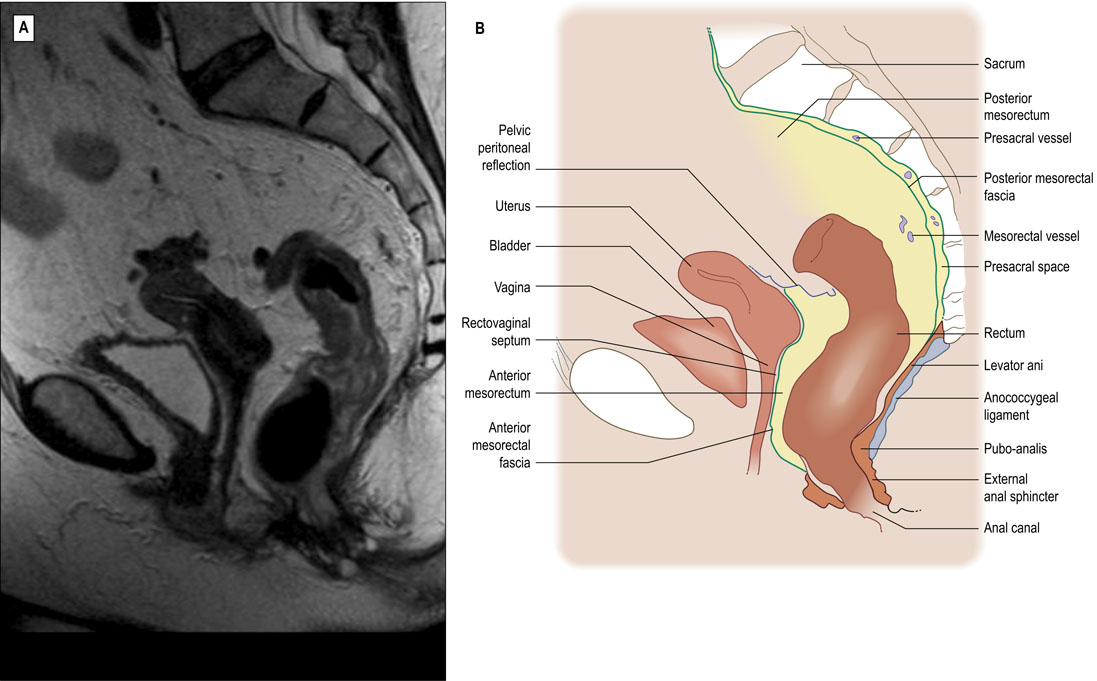 A
B
Pelvic
peritoneal
reflection
Uterus
Bladder
Vagina
Rectovaginal
septum
Anterior
mesorectum
Anterior
mesorectal
fascia
Sacrum
Posterior
mesorectum
Presacral vessel
Posterior mesorectal
fascia
Mesorectal vessel
Presacral space
Rectum
Levator ani
Anococcygeal
ligament
Pubo-analis
External
anal sphincter
Anal canal